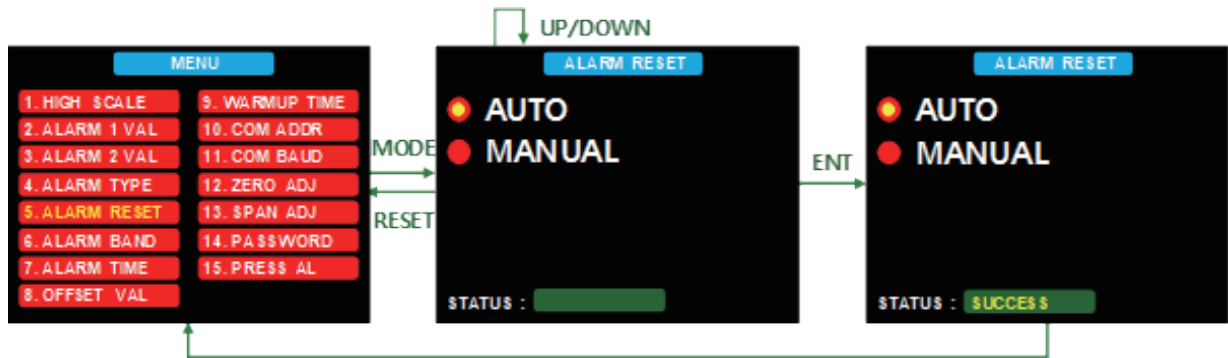 UP/DOWN
MENU
1. HIGH SCALE
2. ALARM 1 VAL
3. ALARM 2 VAL
4. ALARM TYPE
5. ALARM RESET
6. ALARM BAND
7. ALARM TIME
8. OFFSET VAL
9. WARMUP TIME
10. COM ADDR
11. COM BAUD
12. ZERO ADJ
13. SPAN ADJ
14. PASSWORD
15. PRESS AL
MODE
RESET
ALARM RESET
AUTO
MANUAL
STATUS :
ENT
ALARM RESET
AUTO
MANUAL
STATUS : SUCCESS